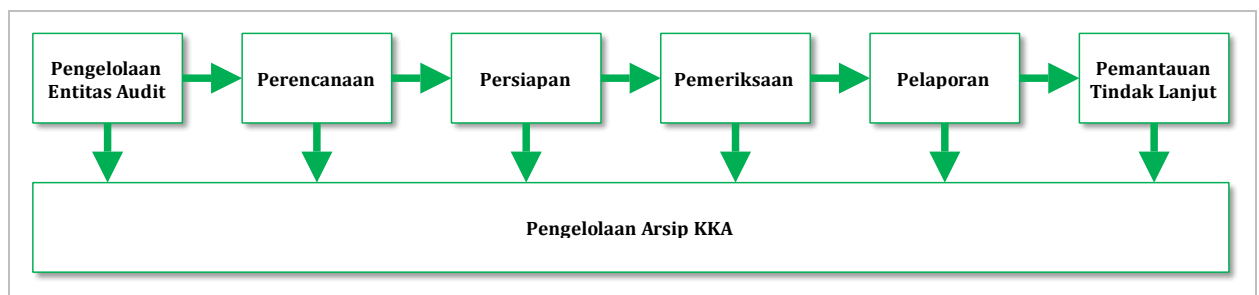 Pengelolaan
Entitas Audit
Perencanaan
Persiapan
Pemeriksaan
Pelaporan
Pemantauan
Tindak Lanjut
Pengelolaan Arsip KKA